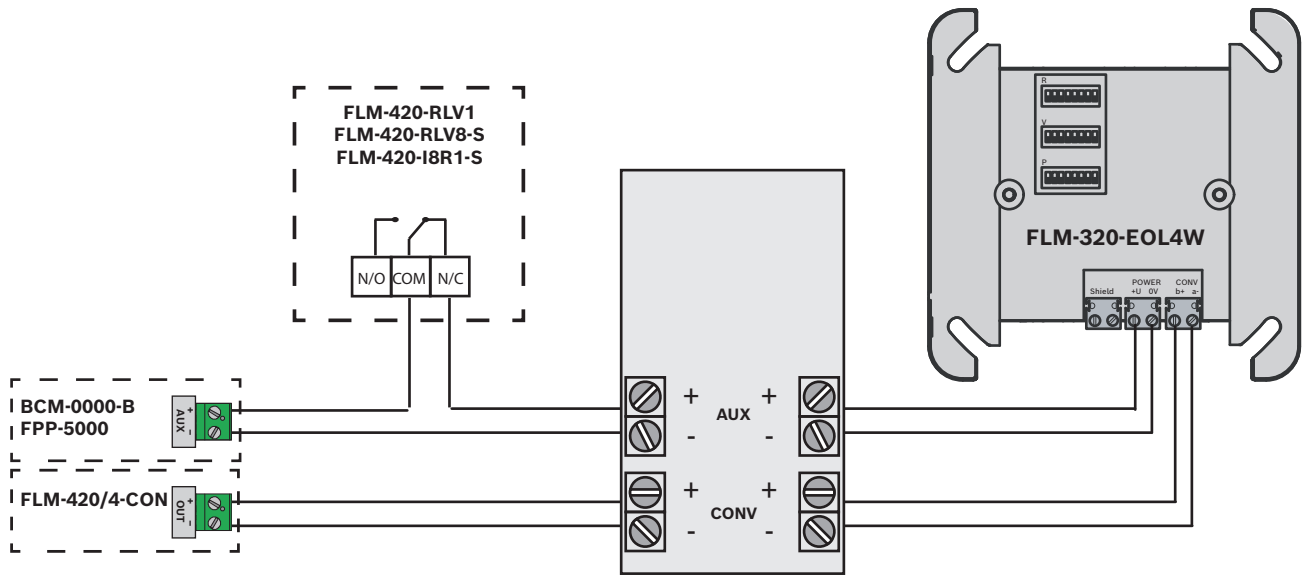 FLM-420-RLV1
FLM-420-RLV8-S
FLM-420-I8R1-S
N/O COM N/C
BCM-0000-B
FPP-5000
+ AUX -
FLM-420/4-CON
+ OUT -
+ AUX +
- -
+ CONV +
- -
R
V
P
FLM-320-EOL4W
Shield POWER CONV
+U 0V b+ a-